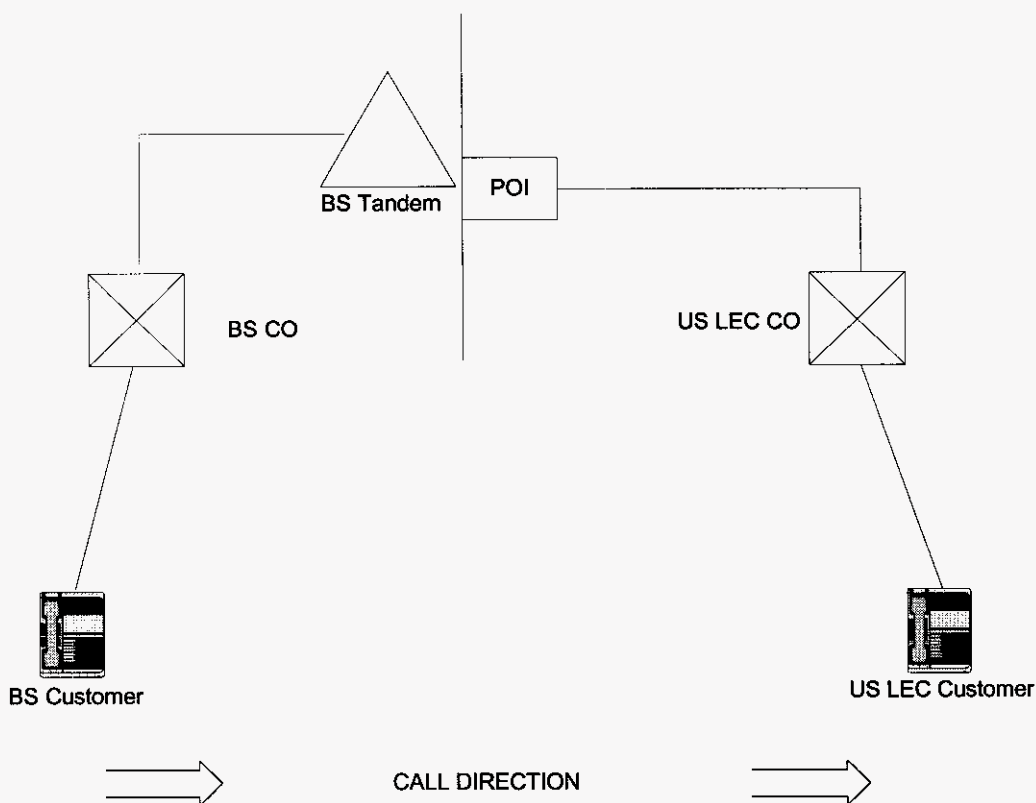 POI
BS Tandem
BS CO
US LEC CO
BS Customer
US LEC Customer
CALL DIRECTION